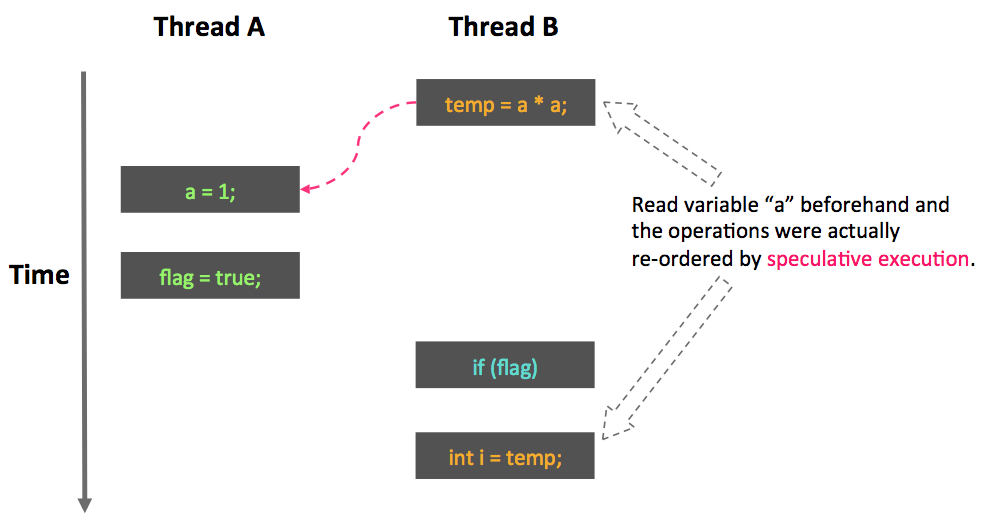 Thread A
Thread B
temp = a * a;
a = 1;
Read variable “a” beforehand and
the operations were actually
re-ordered by speculative execution.
Time
flag = true;
if (flag)
int i = temp;